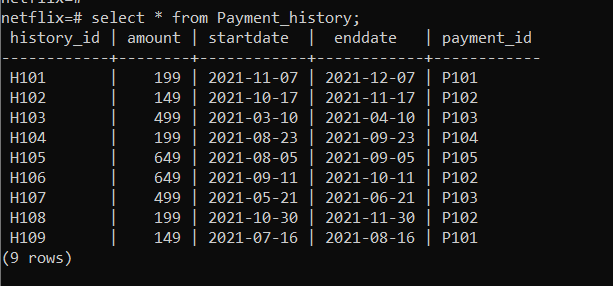 netflix=#
netflix=# select * from Payment_history;
 history_id | amount | startdate  |  enddate   | payment_id
------------+--------+------------+------------+------------
 H101       |    199 | 2021-11-07 | 2021-12-07 | P101
 H102       |    149 | 2021-10-17 | 2021-11-17 | P102
 H103       |    499 | 2021-03-10 | 2021-04-10 | P103
 H104       |    199 | 2021-08-23 | 2021-09-23 | P104
 H105       |    649 | 2021-08-05 | 2021-09-05 | P105
 H106       |    649 | 2021-09-11 | 2021-10-11 | P102
 H107       |    499 | 2021-05-21 | 2021-06-21 | P103
 H108       |    199 | 2021-10-30 | 2021-11-30 | P102
 H109       |    149 | 2021-07-16 | 2021-08-16 | P101
(9 rows)